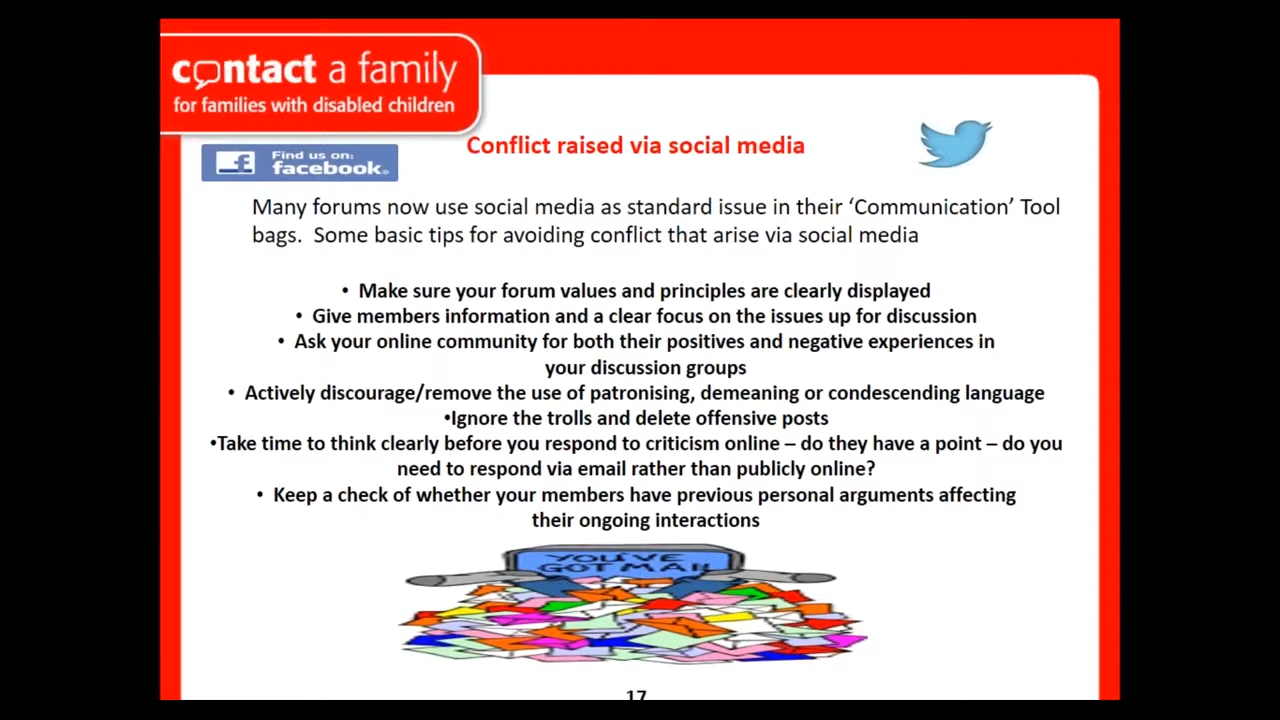 contact a family
for families with disabled children
Conflict raised via social media
Find us on:
facebook®
Many forums now use social media as standard issue in their ‘Communication’ Tool
bags.  Some basic tips for avoiding conflict that arise via social media
• Make sure your forum values and principles are clearly displayed
• Give members information and a clear focus on the issues up for discussion
• Ask your online community for both their positives and negative experiences in
your discussion groups
• Actively discourage/remove the use of patronising, demeaning or condescending language
•Ignore the trolls and delete offensive posts
•Take time to think clearly before you respond to criticism online – do they have a point – do you
need to respond via email rather than publicly online?
• Keep a check of whether your members have previous personal arguments affecting
their ongoing interactions
YOU'VE
GOT MAIL
17